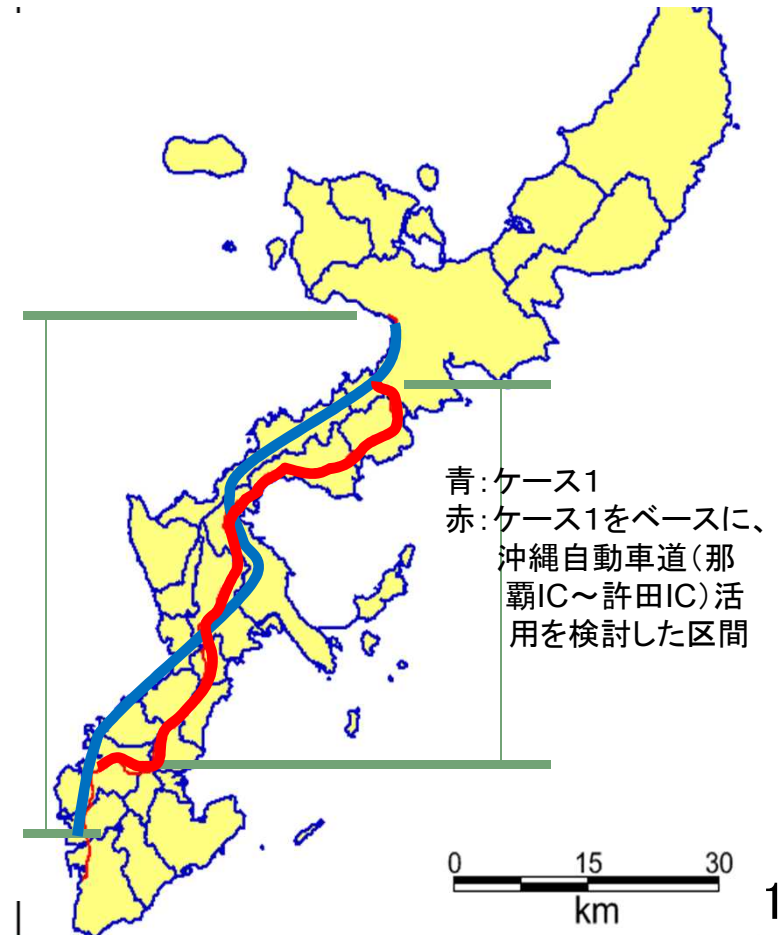 青:ケース1
赤:ケース1をベースに、
沖縄自動車道(那
覇IC~許田IC)活
用を検討した区間
0 15 30
km
1